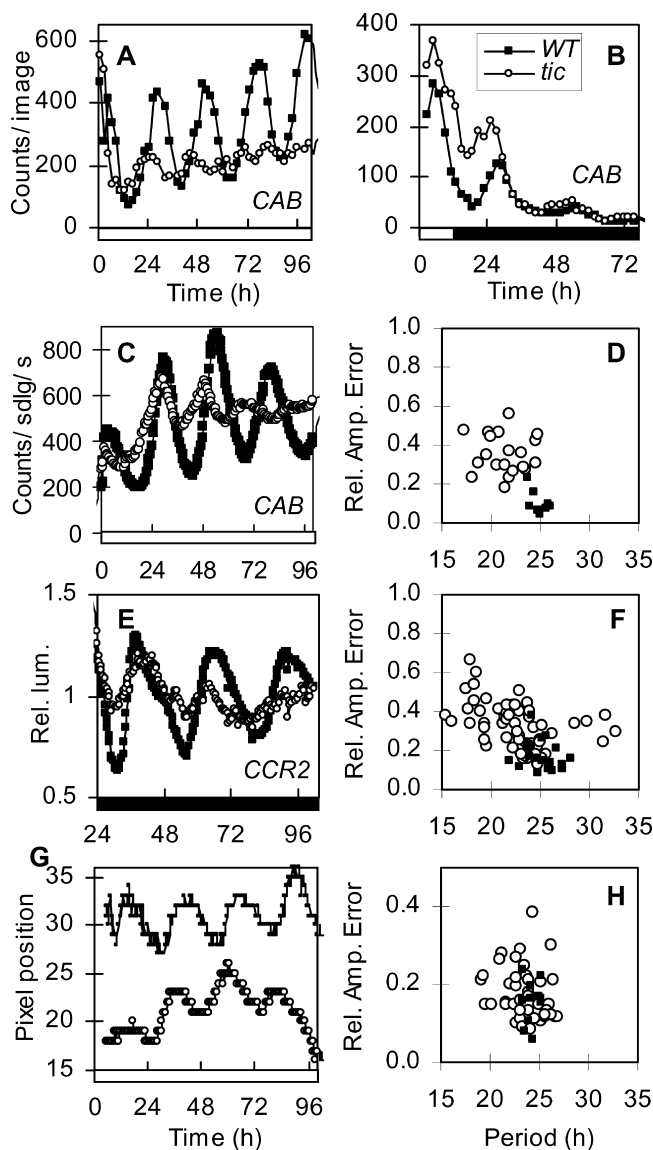 A
Counts/ image
600
400
200
0
CAB
0 24 48 72 96
Time (h)
B
WT
tic
400
300
200
100
0
CAB
0 24 48 72
Time (h)
C
Counts/ sdlg/ s
800
600
400
200
0
CAB
0 24 48 72 96
D
Rel. Amp. Error
1.0
0.8
0.6
0.4
0.2
0.0
15 20 25 30 35
E
Rel. lum.
1.5
1
0.5
CCR2
24 48 72 96
F
Rel. Amp. Error
1.0
0.8
0.6
0.4
0.2
0.0
15 20 25 30 35
G
Pixel position
35
30
25
20
15
0 24 48 72 96
Time (h)
H
Rel. Amp. Error
0.4
0.2
0.0
15 20 25 30 35
Period (h)